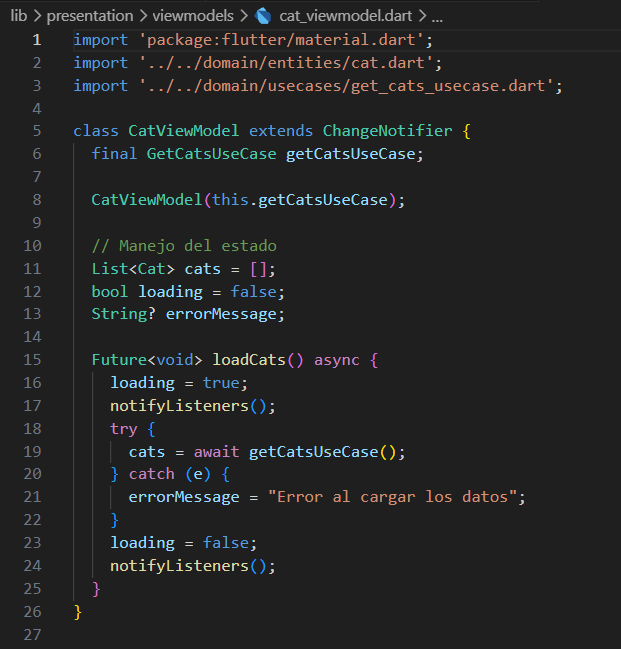 lib > presentation > viewmodels > cat_viewmodel.dart > ...
1 import 'package:flutter/material.dart';
2 import '../../domain/entities/cat.dart';
3 import '../../domain/usecases/get_cats_usecase.dart';
4
5 class CatViewModel extends ChangeNotifier {
6   final GetCatsUseCase getCatsUseCase;
7
8   CatViewModel(this.getCatsUseCase);
9
10   // Manejo del estado
11   List<Cat> cats = [];
12   bool loading = false;
13   String? errorMessage;
14
15   Future<void> loadCats() async {
16     loading = true;
17     notifyListeners();
18     try {
19       cats = await getCatsUseCase();
20     } catch (e) {
21       errorMessage = "Error al cargar los datos";
22     }
23     loading = false;
24     notifyListeners();
25   }
26 }
27